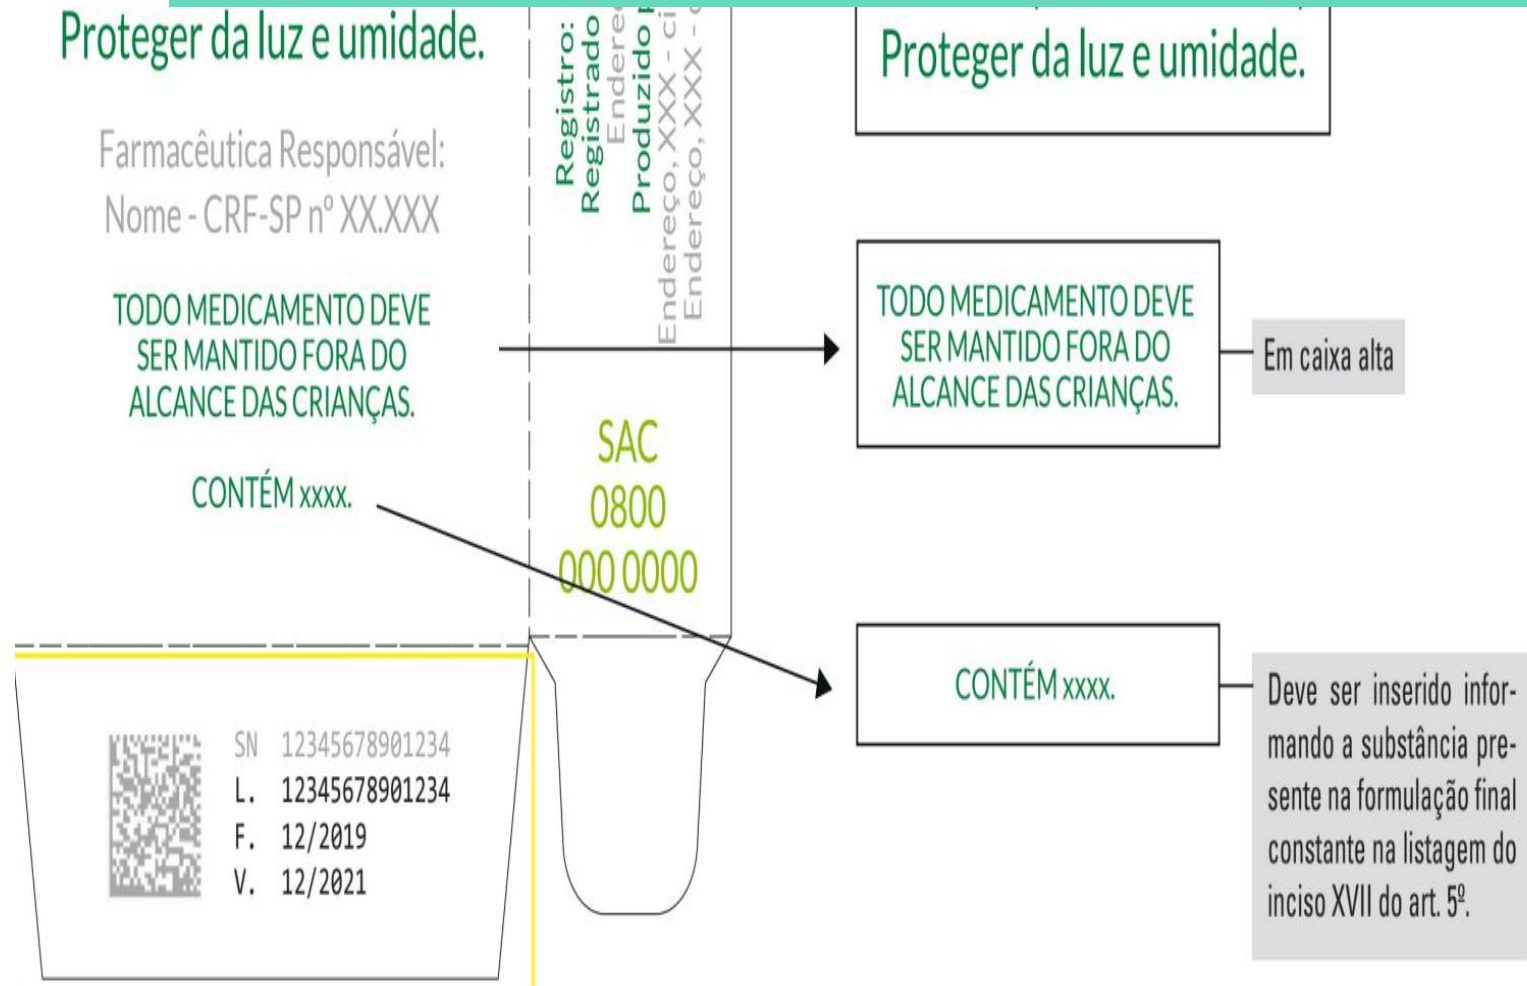 Proteger da luz e umidade.
Farmacêutica Responsável:
Nome - CRF-SP nº XX.XXX
TODO MEDICAMENTO DEVE
SER MANTIDO FORA DO
ALCANCE DAS CRIANÇAS.
CONTÉM xxxx.
Registro:
Registrado
Endere
Produzido
Endereço, XXX - ci
Endereço, XXX -
SAC
0800
000 0000
SN 12345678901234
L. 12345678901234
F. 12/2019
V. 12/2021
Proteger da luz e umidade.
TODO MEDICAMENTO DEVE
SER MANTIDO FORA DO
ALCANCE DAS CRIANÇAS.
Em caixa alta
CONTÉM xxxx.
Deve ser inserido infor-
mando a substância pre-
sente na formulação final
constante na listagem do
inciso XVII do art. 5º.